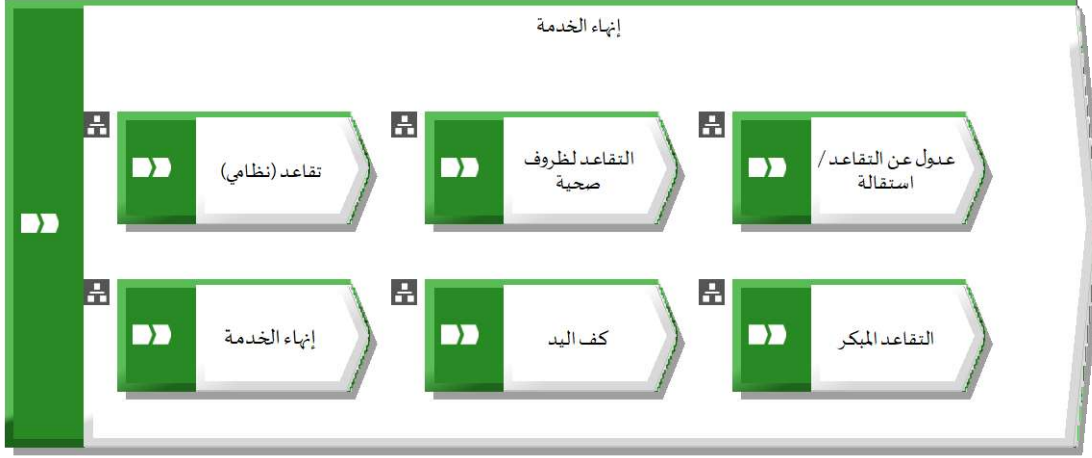 إنهاء الخدمة
عدول عن التقاعد /
استقالة
التقاعد لظروف
صحية
تقاعد (نظامي)
التقاعد المبكر
كف اليد
إنهاء الخدمة